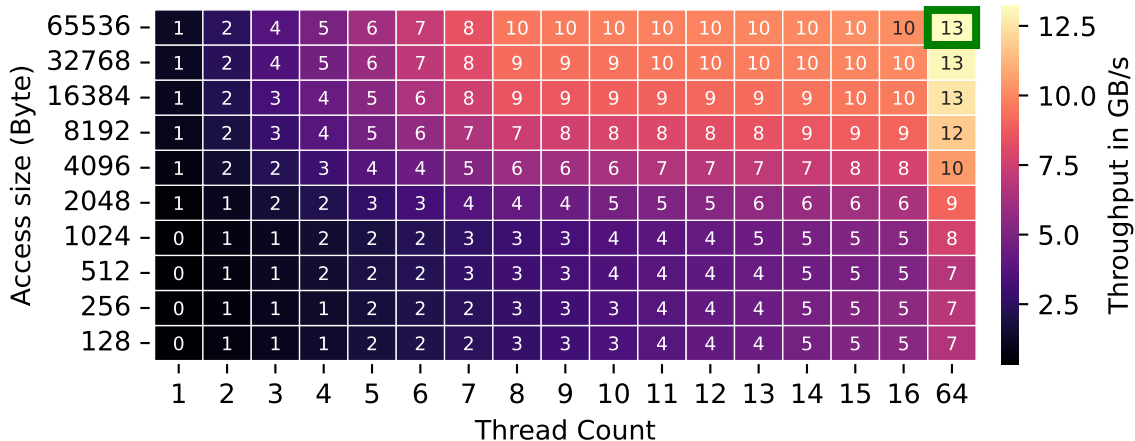 Access size (Byte)
65536 1 2 4 5 6 7 8 10 10 10 10 10 10 10 10 10 13
32768 1 2 4 5 6 7 8 9 9 9 10 10 10 10 10 10 13
16384 1 2 3 4 5 6 8 9 9 9 9 9 9 9 10 10 13
8192 1 2 3 4 5 6 7 7 8 8 8 8 8 9 9 9 12
4096 1 2 2 3 4 4 5 6 6 6 7 7 7 7 8 8 10
2048 1 1 2 2 3 3 4 4 4 5 5 5 6 6 6 6 9
1024 0 1 1 2 2 2 3 3 3 4 4 4 5 5 5 5 8
512 0 1 1 2 2 2 3 3 3 4 4 4 4 5 5 5 7
256 0 1 1 1 2 2 2 3 3 3 4 4 4 5 5 5 7
128 0 1 1 1 2 2 2 3 3 3 4 4 4 5 5 5 7
1 2 3 4 5 6 7 8 9 10 11 12 13 14 15 16 64
Thread Count
12.5
10.0
7.5
5.0
2.5
Throughput in GB/s